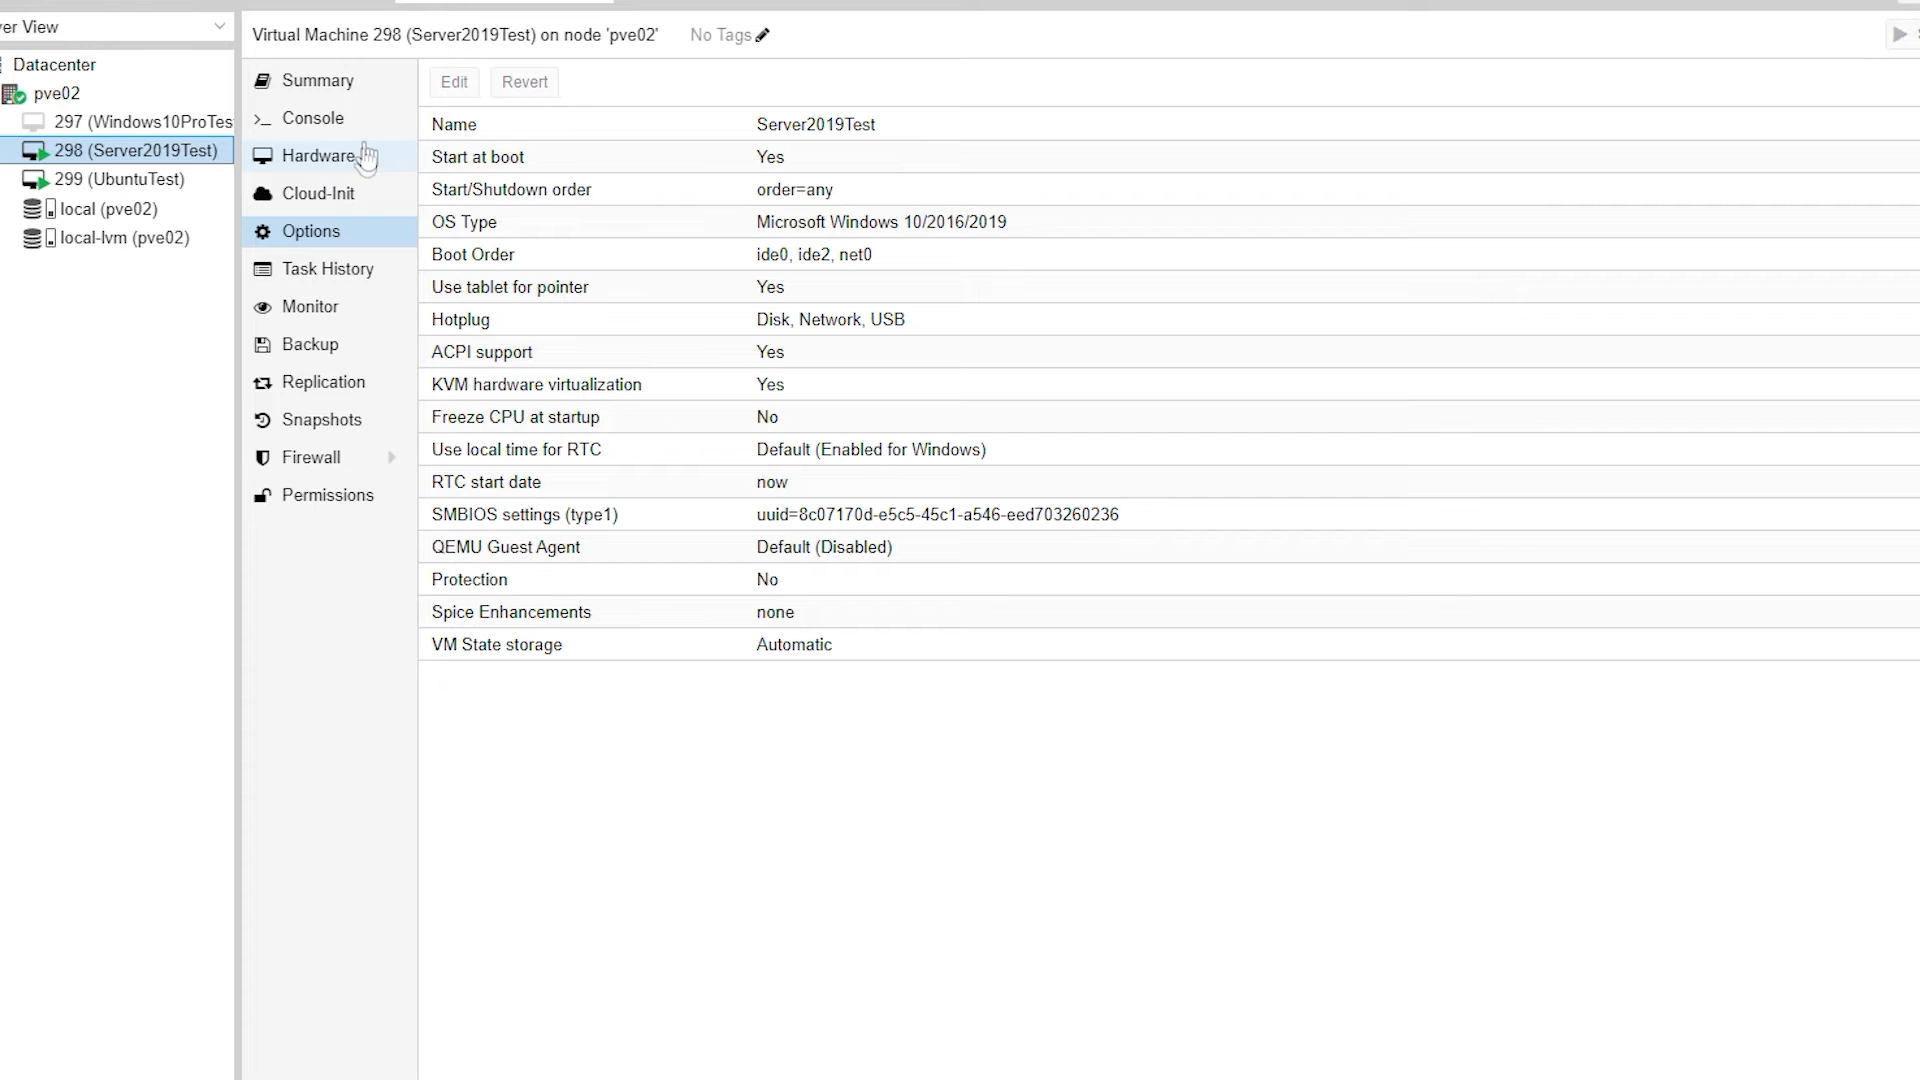 er View
Datacenter
pve02
297 (Windows10ProTes
298 (Server2019Test)
299 (UbuntuTest)
local (pve02)
local-lvm (pve02)
Virtual Machine 298 (Server2019Test) on node 'pve02'
No Tags
Summary
Console
Hardware
Cloud-Init
Options
Task History
Monitor
Backup
Replication
Snapshots
Firewall
Permissions
Edit Revert
Name Server2019Test
Start at boot Yes
Start/Shutdown order order=any
OS Type Microsoft Windows 10/2016/2019
Boot Order ide0, ide2, net0
Use tablet for pointer Yes
Hotplug Disk, Network, USB
ACPI support Yes
KVM hardware virtualization Yes
Freeze CPU at startup No
Use local time for RTC Default (Enabled for Windows)
RTC start date now
SMBIOS settings (type1) uuid=8c07170d-e5c5-45c1-a546-eed703260236
QEMU Guest Agent Default (Disabled)
Protection No
Spice Enhancements none
VM State storage Automatic